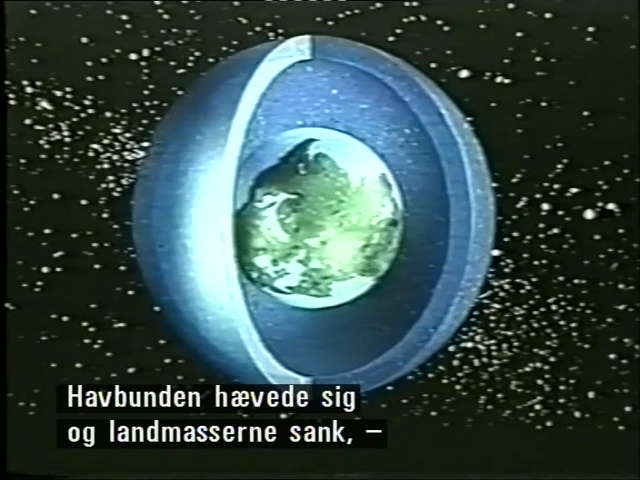 Havbunden hævede sig
og landmasserne sank, –